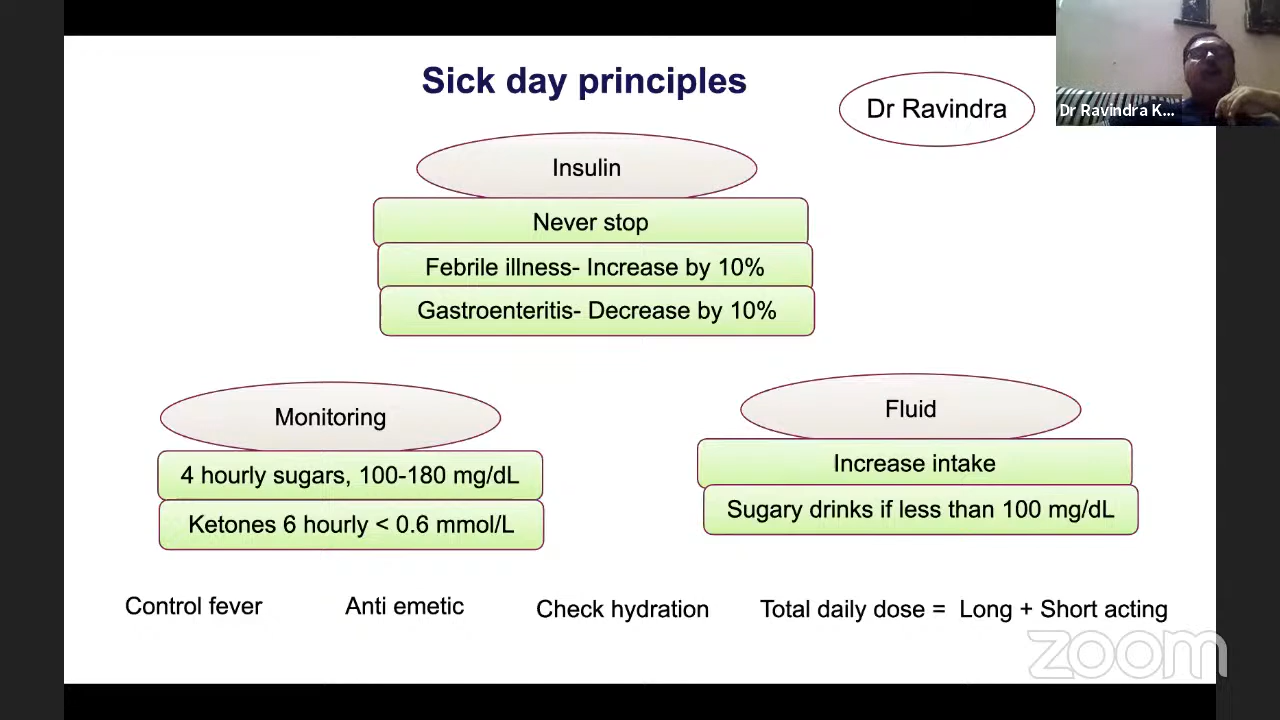 Sick day principles
Dr Ravindra
Dr Ravindra K...
Insulin
Never stop
Febrile illness- Increase by 10%
Gastroenteritis- Decrease by 10%
Monitoring
4 hourly sugars, 100-180 mg/dL
Ketones 6 hourly < 0.6 mmol/L
Fluid
Increase intake
Sugary drinks if less than 100 mg/dL
Control fever
Anti emetic
Check hydration
Total daily dose = Long + Short acting
zoom